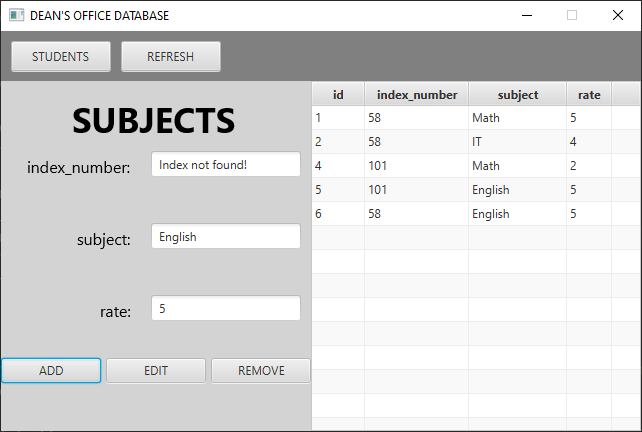 DEAN'S OFFICE DATABASE
STUDENTS REFRESH
SUBJECTS
index_number: Index not found!
subject: English
rate: 5
ADD EDIT REMOVE
id index_number subject rate
1 58 Math 5
2 58 IT 4
4 101 Math 2
5 101 English 5
6 58 English 5